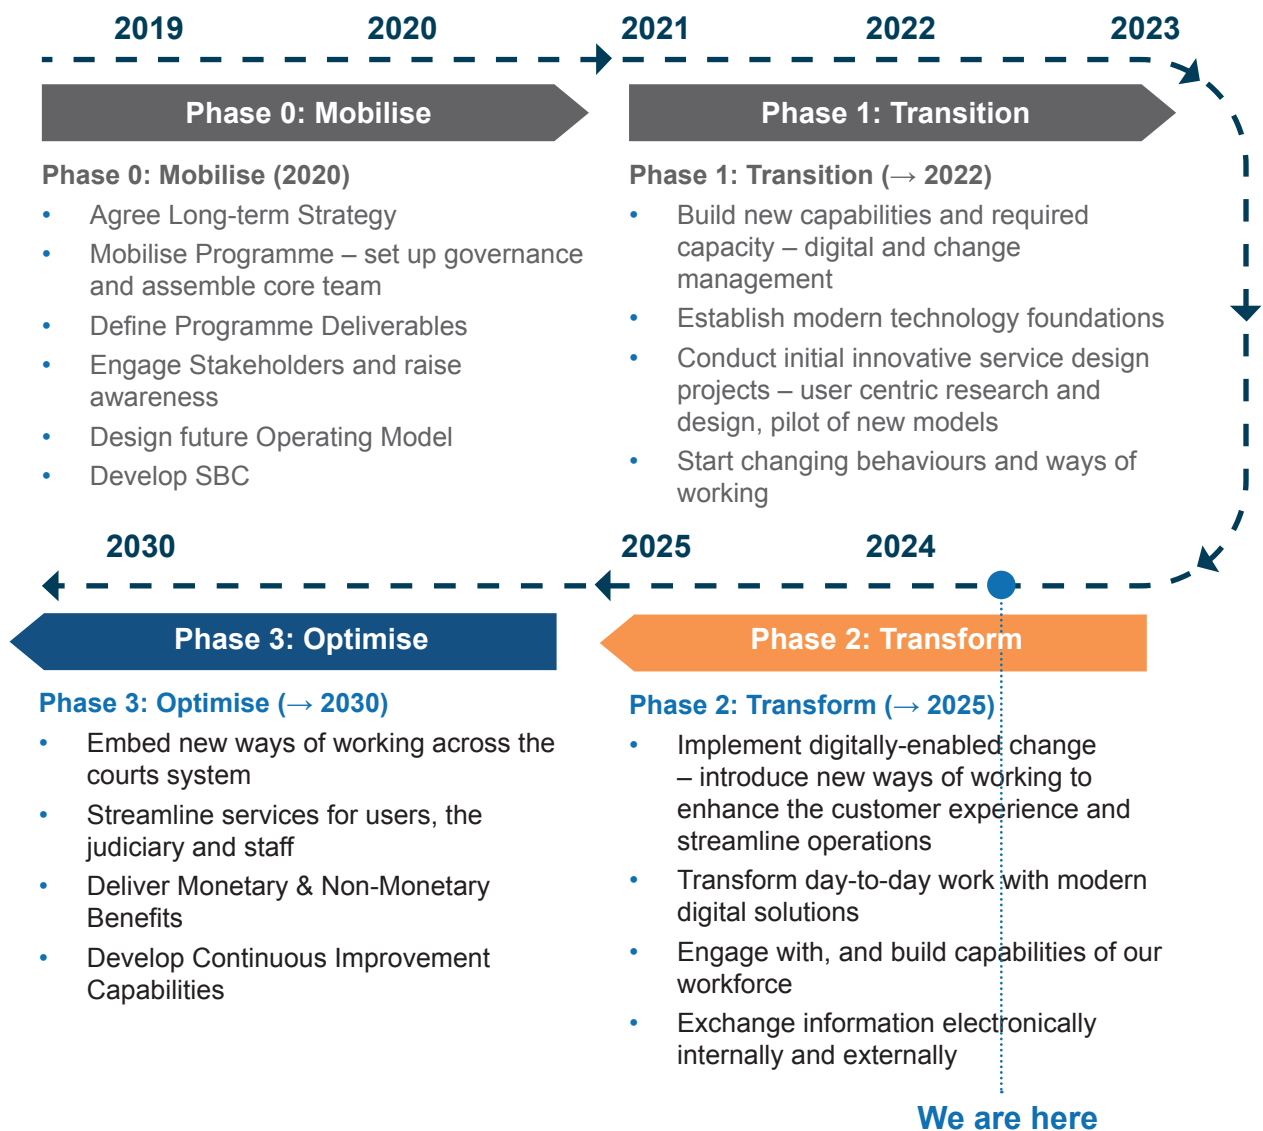 2019 2020 2021 2022 2023
Phase 0: Mobilise
Phase 0: Mobilise (2020)
• Agree Long-term Strategy
• Mobilise Programme – set up governance
and assemble core team
• Define Programme Deliverables
• Engage Stakeholders and raise
awareness
• Design future Operating Model
• Develop SBC
Phase 1: Transition
Phase 1: Transition (→ 2022)
• Build new capabilities and required
capacity – digital and change
management
• Establish modern technology foundations
• Conduct initial innovative service design
projects – user centric research and
design, pilot of new models
• Start changing behaviours and ways of
working
2030 2025 2024
Phase 3: Optimise
Phase 3: Optimise (→ 2030)
• Embed new ways of working across the
courts system
• Streamline services for users, the
judiciary and staff
• Deliver Monetary & Non-Monetary
Benefits
• Develop Continuous Improvement
Capabilities
Phase 2: Transform
Phase 2: Transform (→ 2025)
• Implement digitally-enabled change
– introduce new ways of working to
enhance the customer experience and
streamline operations
• Transform day-to-day work with modern
digital solutions
• Engage with, and build capabilities of our
workforce
• Exchange information electronically
internally and externally
We are here